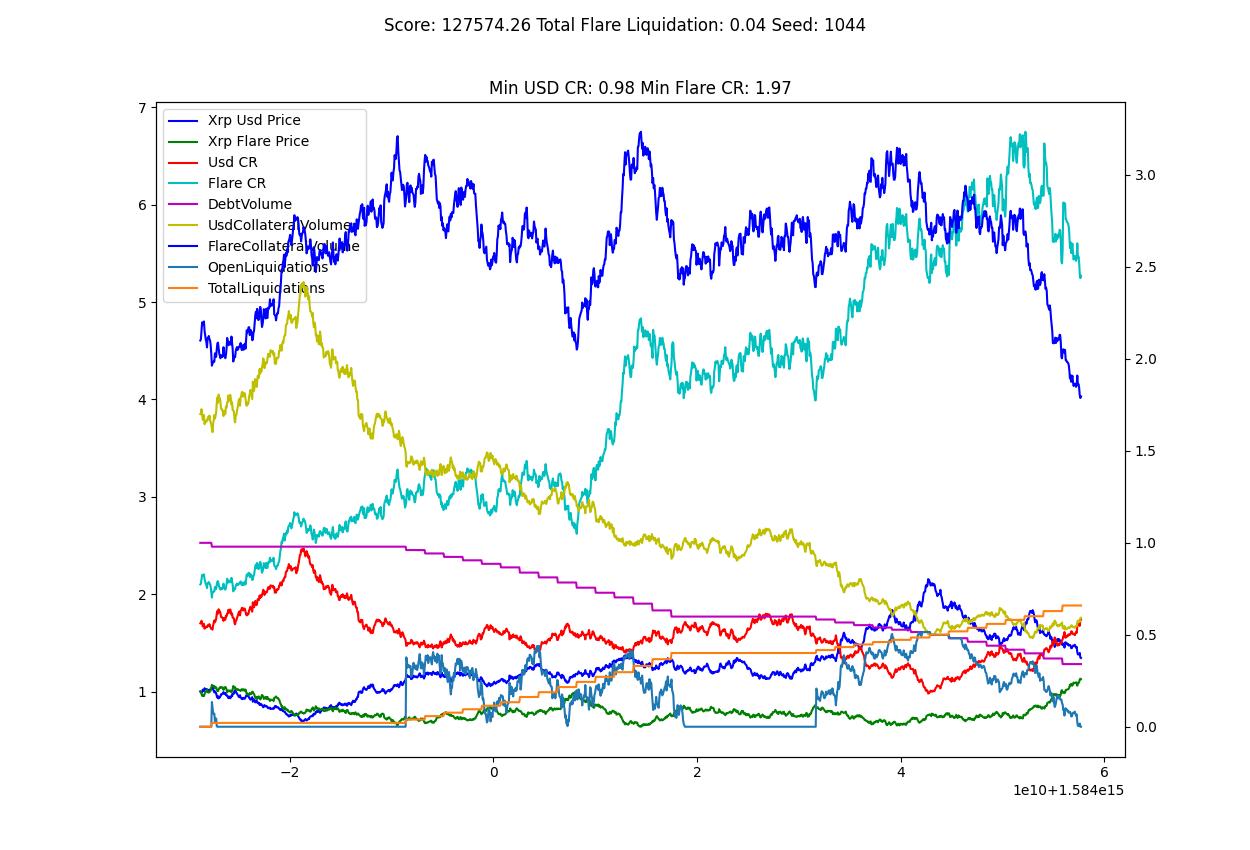 Score: 127574.26 Total Flare Liquidation: 0.04 Seed: 1044
Min USD CR: 0.98 Min Flare CR: 1.97
7
6
5
4
3
2
1
Xrp Usd Price
Xrp Flare Price
Usd CR
Flare CR
DebtVolume
UsdCollateralVolume
FlareCollateralVolume
OpenLiquidations
TotalLiquidations
3.0
2.5
2.0
1.5
1.0
0.5
0.0
−2 0 2 4 6
1e10+1.584e15